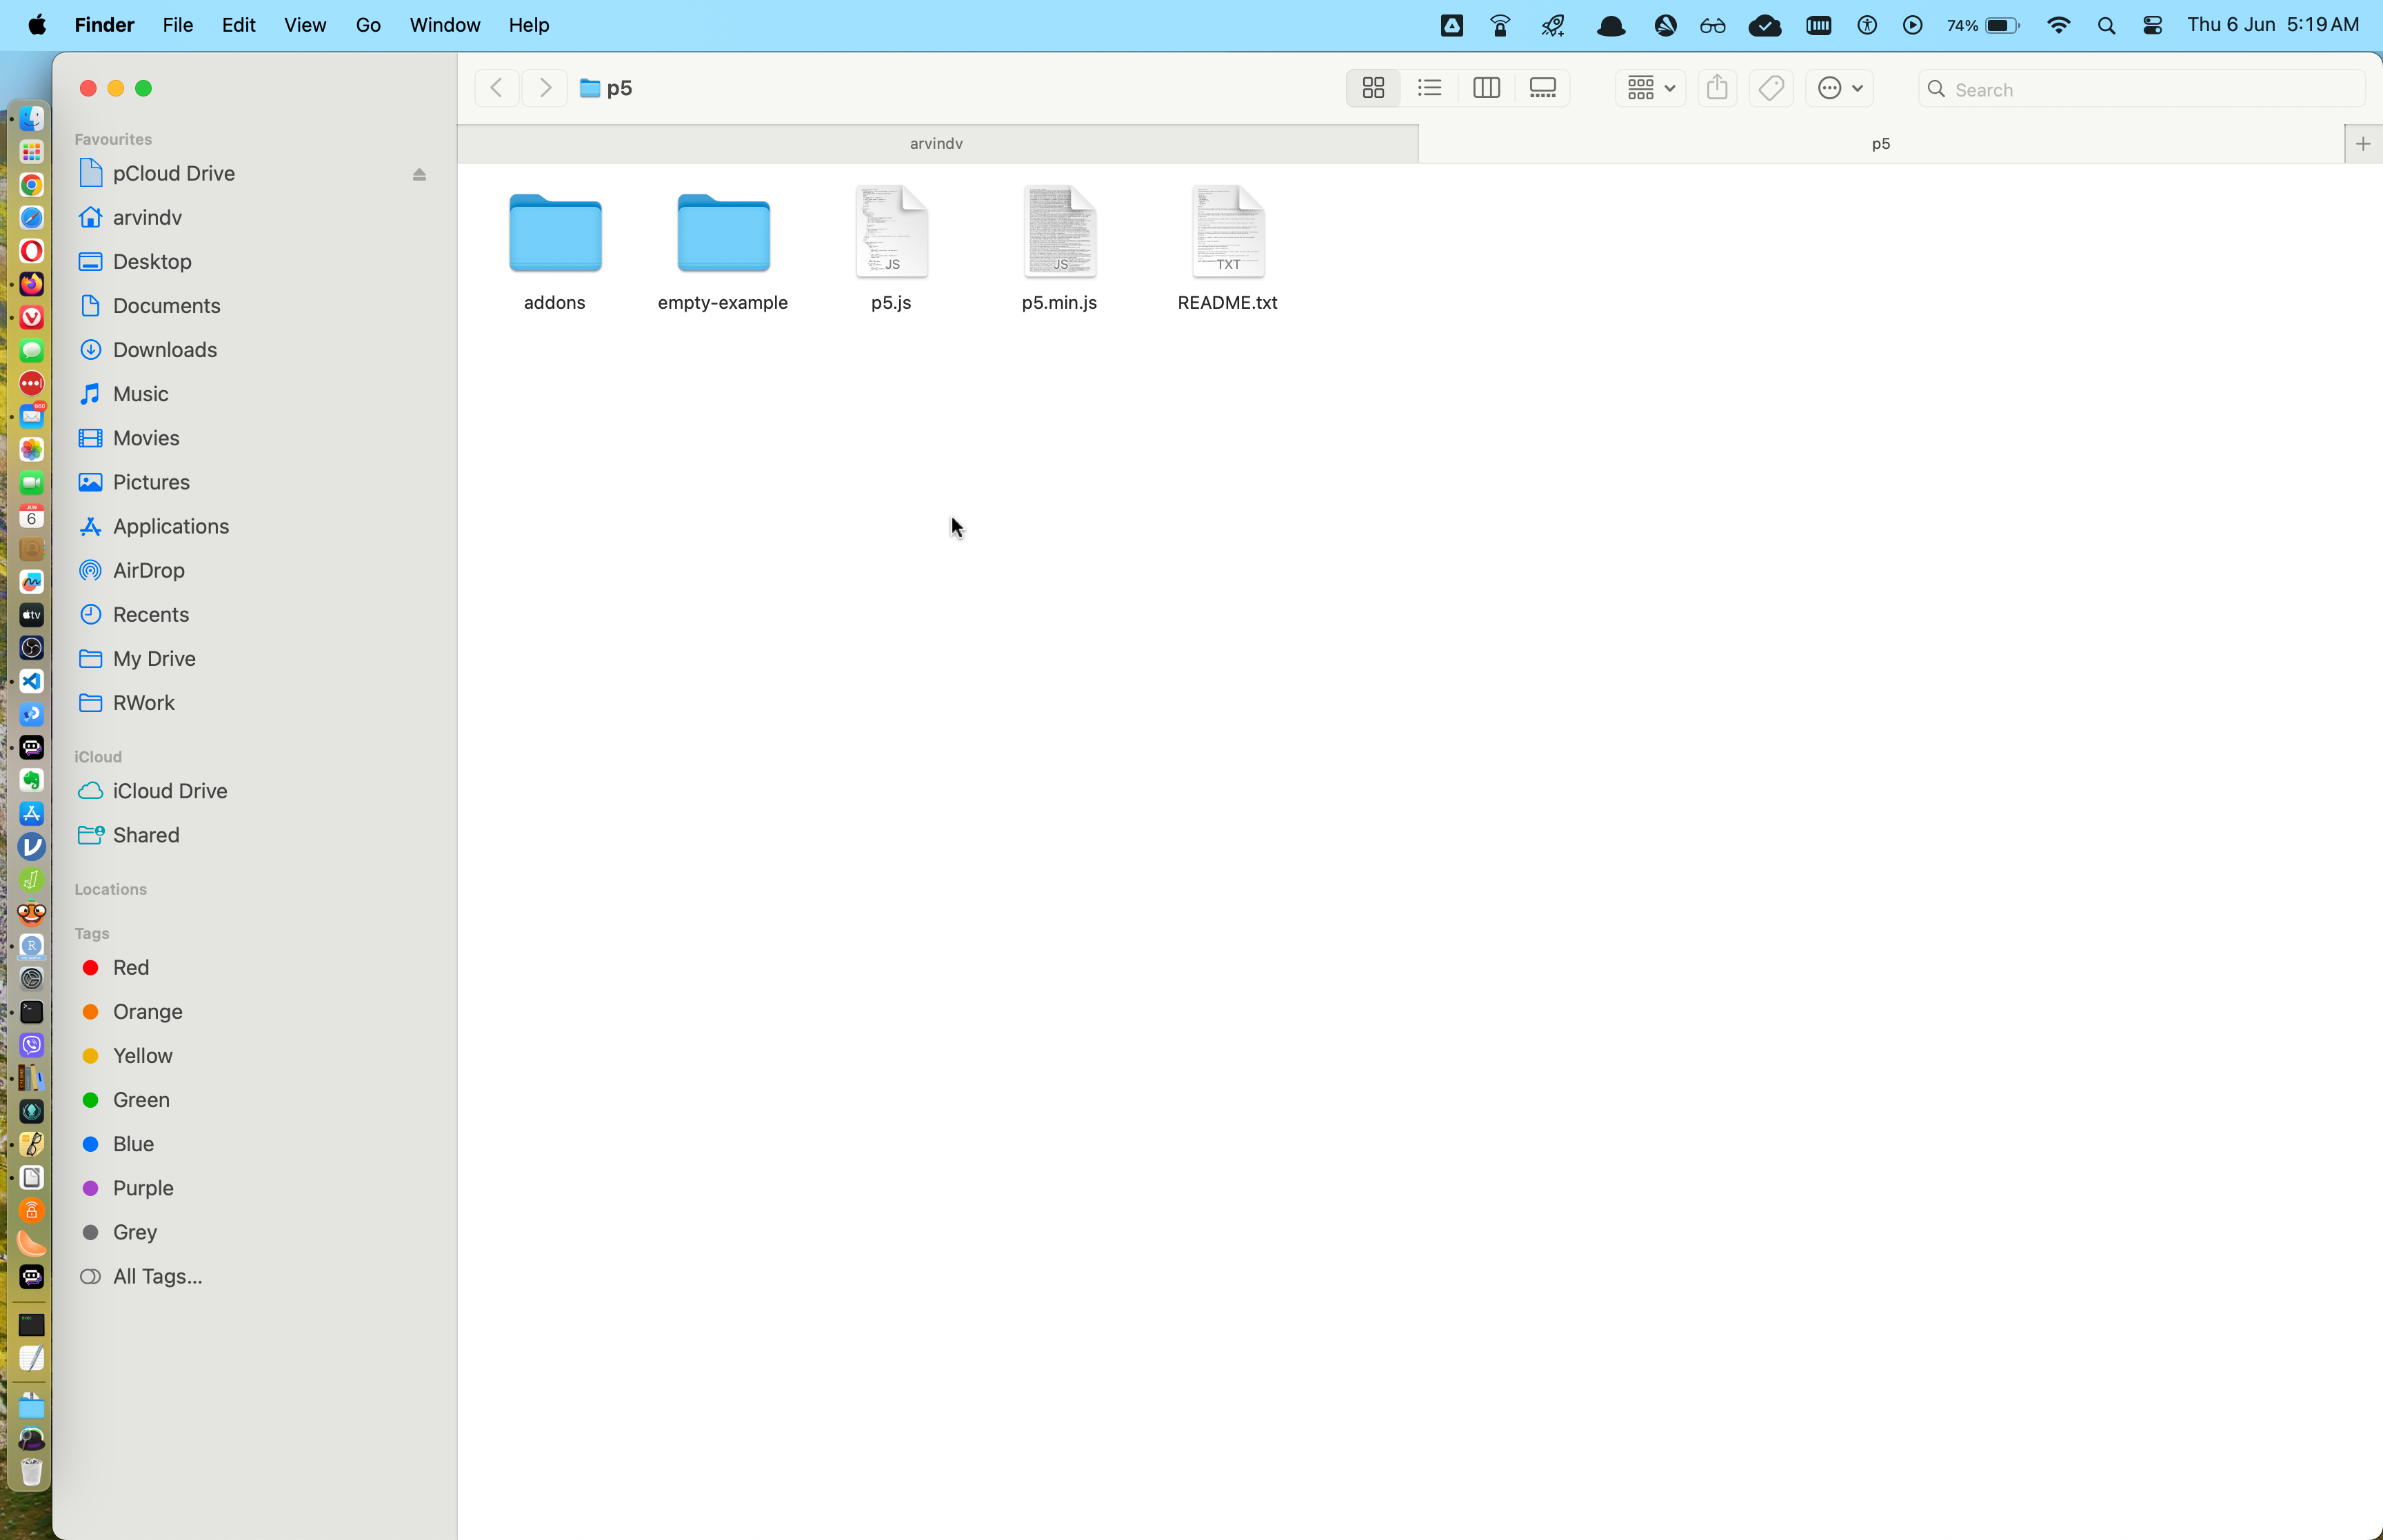 Finder File Edit View Go Window Help 74% Thu 6 Jun 5:19 AM
p5
Search
arvindv
p5
Favourites
pCloud Drive
arvindv
Desktop
Documents
Downloads
Music
Movies
Pictures
Applications
AirDrop
Recents
My Drive
RWork
iCloud
iCloud Drive
Shared
Locations
Tags
Red
Orange
Yellow
Green
Blue
Purple
Grey
All Tags...
JS
JS
TXT
addons
empty-example
p5.js
p5.min.js
README.txt
JUN
6
tv
R